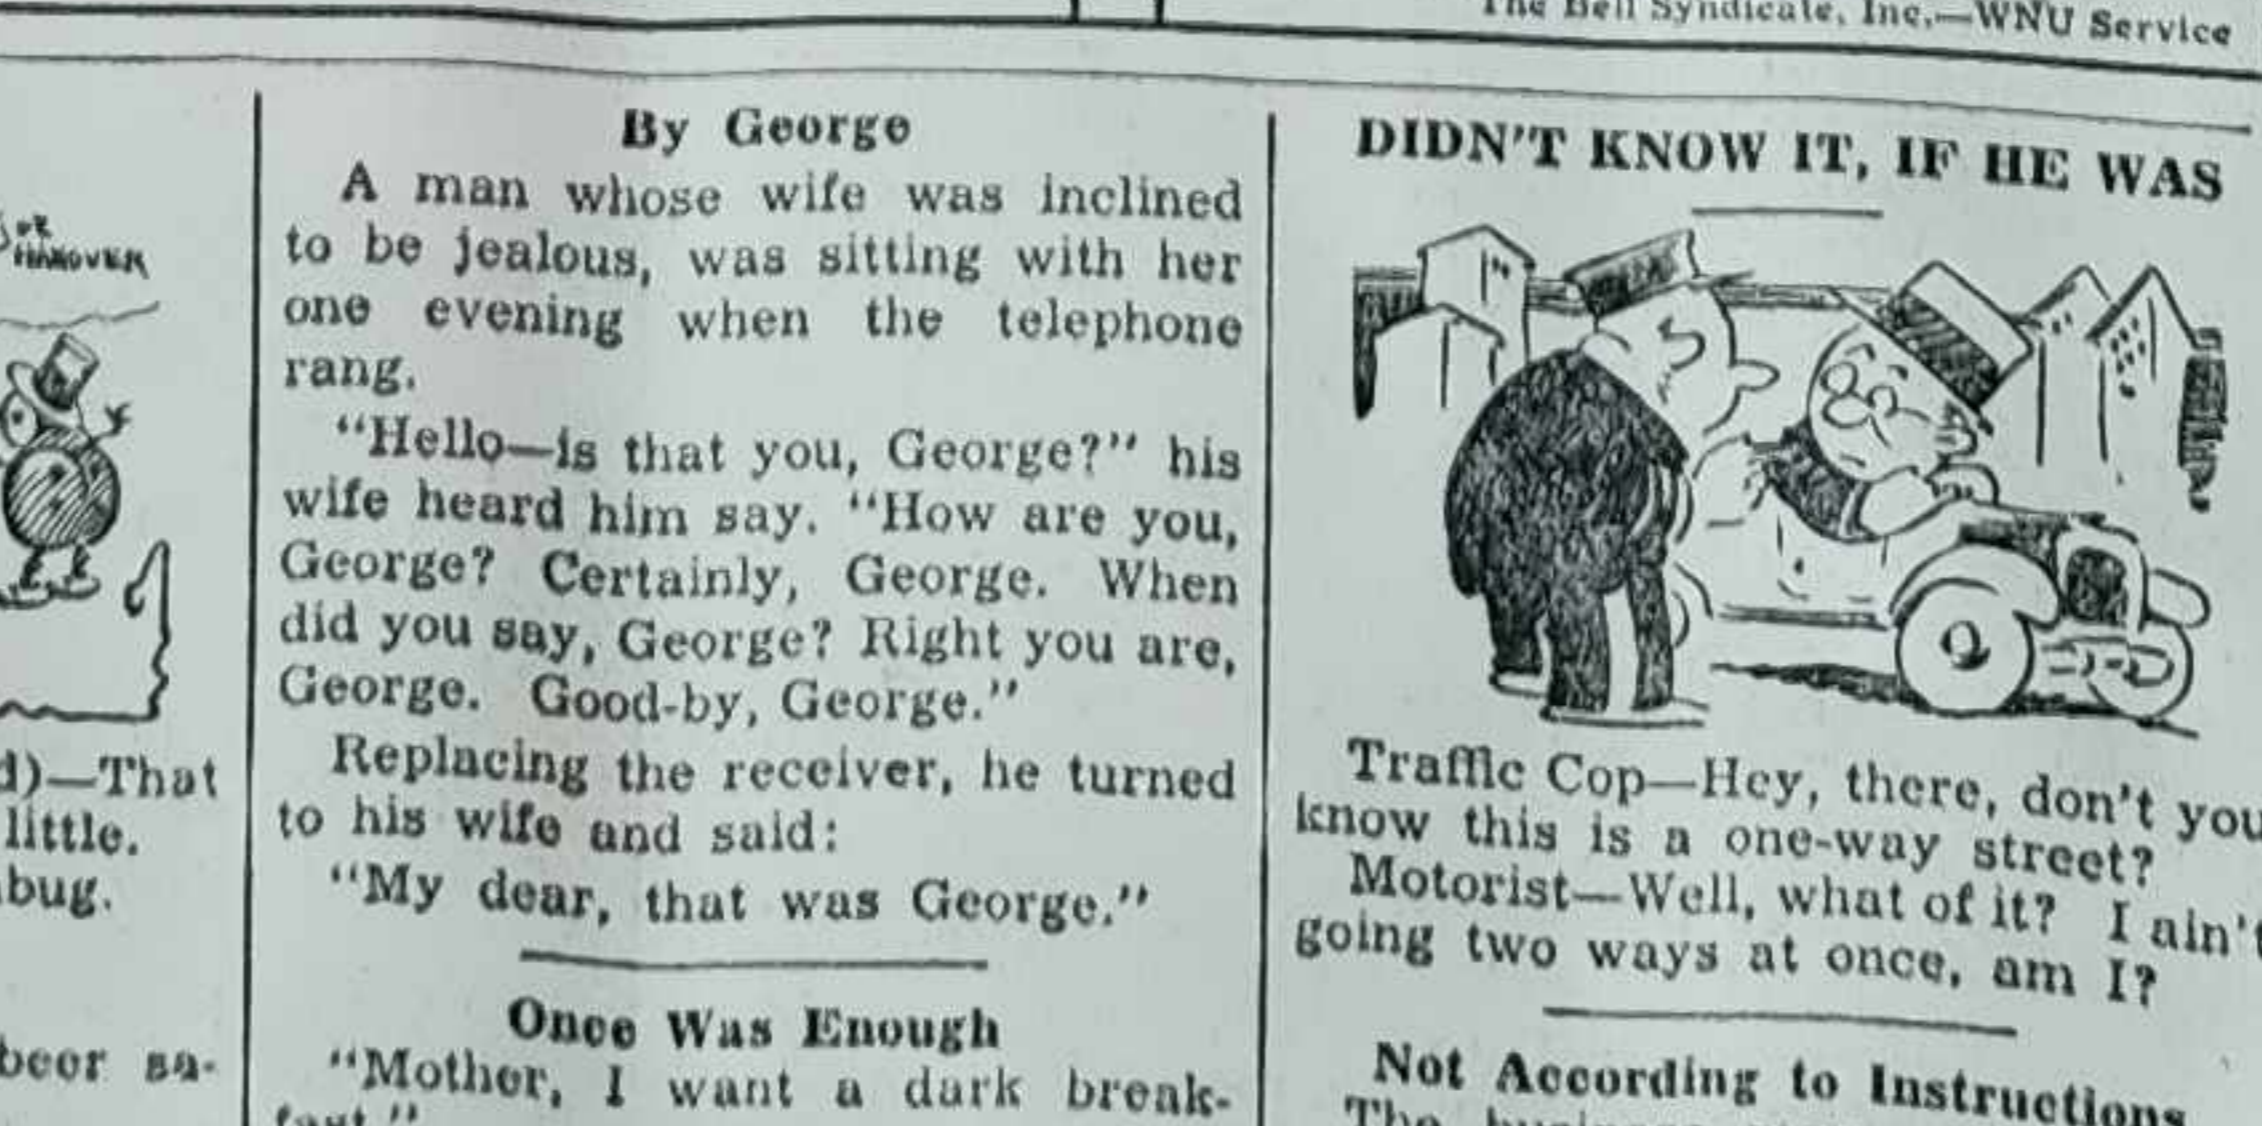 The Bell Syndicate, Inc.—WNU Service
HANOVER
d)—That
little.
bug.
beer sa-
By George
A man whose wife was inclined
to be jealous, was sitting with her
one evening when the telephone
rang.
"Hello—is that you, George?" his
wife heard him say. "How are you,
George? Certainly, George. When
did you say, George? Right you are,
George. Good-by, George."
Replacing the receiver, he turned
to his wife and said:
"My dear, that was George."
Once Was Enough
"Mother, I want a dark break-
fast."
DIDN'T KNOW IT, IF HE WAS
Traffic Cop—Hey, there, don't you
know this is a one-way street?
Motorist—Well, what of it? I ain't
going two ways at once, am I?
Not According to Instructions
The